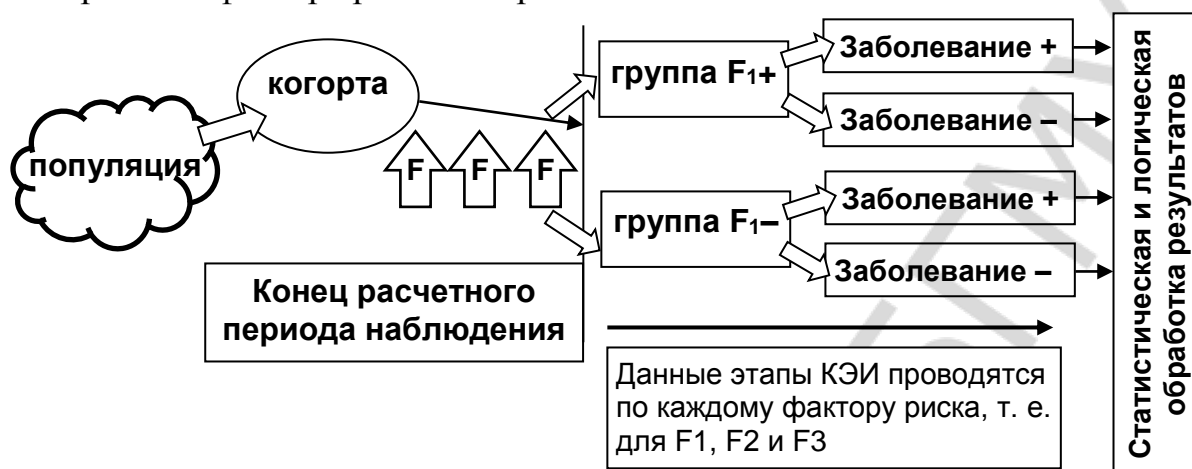 когорта
популяция
F F F
Конец расчетного
периода наблюдения
группа F₁+
Заболевание +
Заболевание –
группа F₁–
Заболевание +
Заболевание –
Данные этапы КЭИ проводятся
по каждому фактору риска, т. е.
для F1, F2 и F3
Статистическая и логическая
обработка результатов